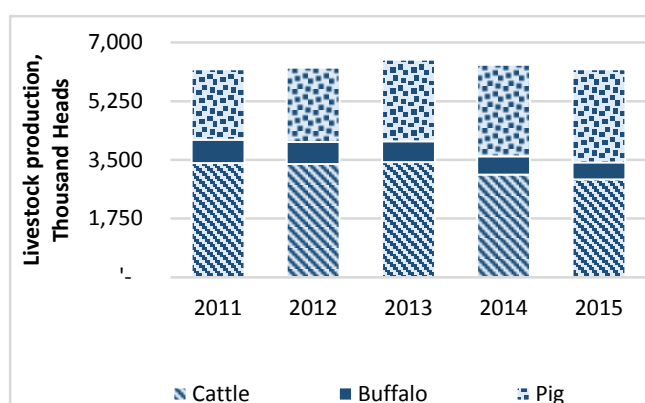 Livestock production,
Thousand Heads
7,000
5,250
3,500
1,750
'-
2011 2012 2013 2014 2015
Cattle Buffalo Pig